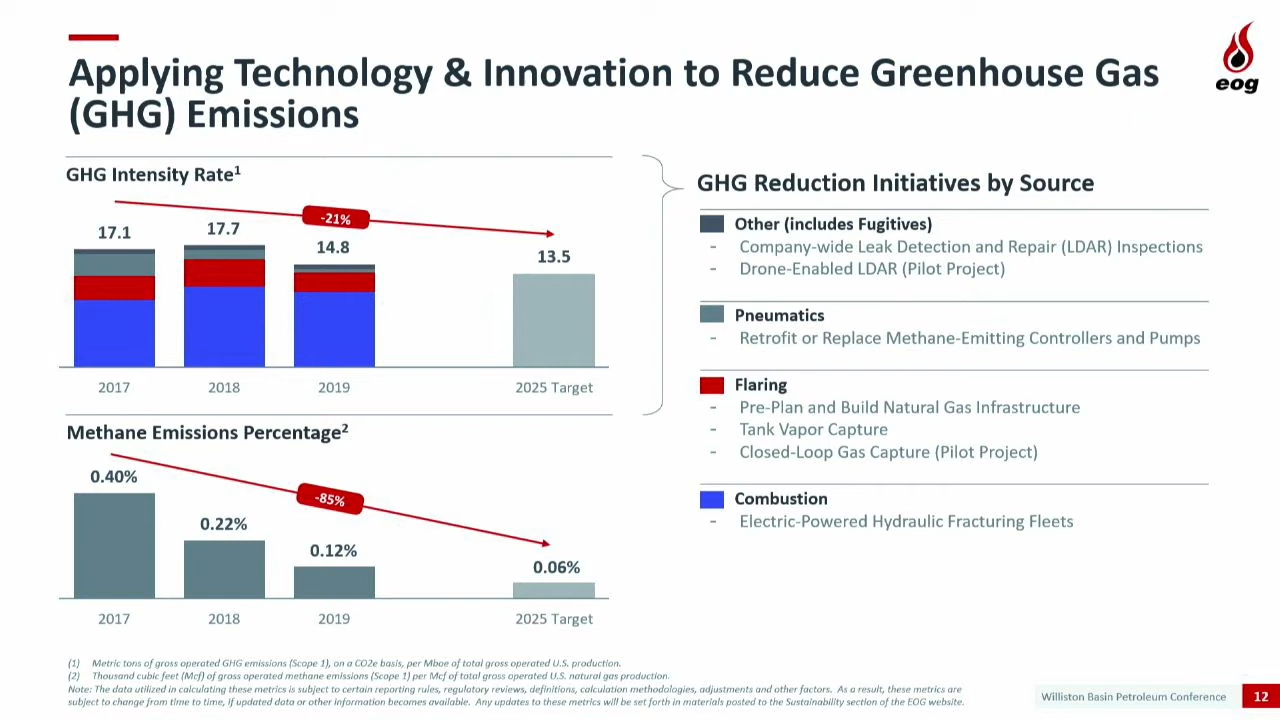 Applying Technology & Innovation to Reduce Greenhouse Gas
(GHG) Emissions
eog
GHG Intensity Rate¹
-21%
17.1
17.7
14.8
13.5
2017
2018
2019
2025 Target
Methane Emissions Percentage²
-85%
0.40%
0.22%
0.12%
0.06%
2017
2018
2019
2025 Target
GHG Reduction Initiatives by Source
Other (includes Fugitives)
- Company-wide Leak Detection and Repair (LDAR) Inspections
- Drone-Enabled LDAR (Pilot Project)
Pneumatics
- Retrofit or Replace Methane-Emitting Controllers and Pumps
Flaring
- Pre-Plan and Build Natural Gas Infrastructure
- Tank Vapor Capture
- Closed-Loop Gas Capture (Pilot Project)
Combustion
- Electric-Powered Hydraulic Fracturing Fleets
(1) Metric tons of gross operated GHG emissions (Scope 1), on a CO2e basis, per Mboe of total gross operated U.S. production.
(2) Thousand cubic feet (Mcf) of gross operated methane emissions (Scope 1) per Mcf of total gross operated U.S. natural gas production.
Note: The data utilized in calculating these metrics is subject to certain reporting rules, regulatory reviews, definitions, calculation methodologies, adjustments and other factors. As a result, these metrics are
subject to change from time to time, if updated data or other information becomes available. Any updates to these metrics will be set forth in materials posted to the Sustainability section of the EOG website.
Williston Basin Petroleum Conference
12